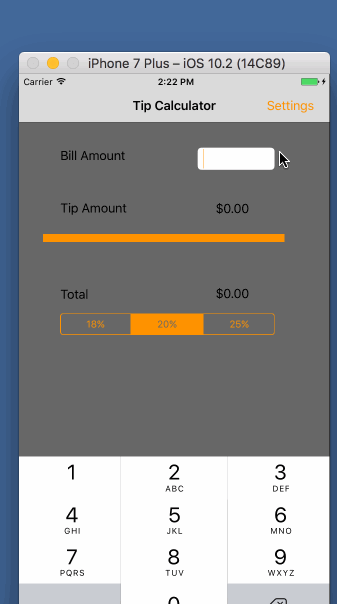 iPhone 7 Plus – iOS 10.2 (14C89)
Carrier 2:22 PM
Tip Calculator Settings
Bill Amount
Tip Amount $0.00
Total $0.00
18% 20% 25%
1 2 3
ABC DEF
4 5 6
GHI JKL MNO
7 8 9
PQRS TUV WXYZ
0